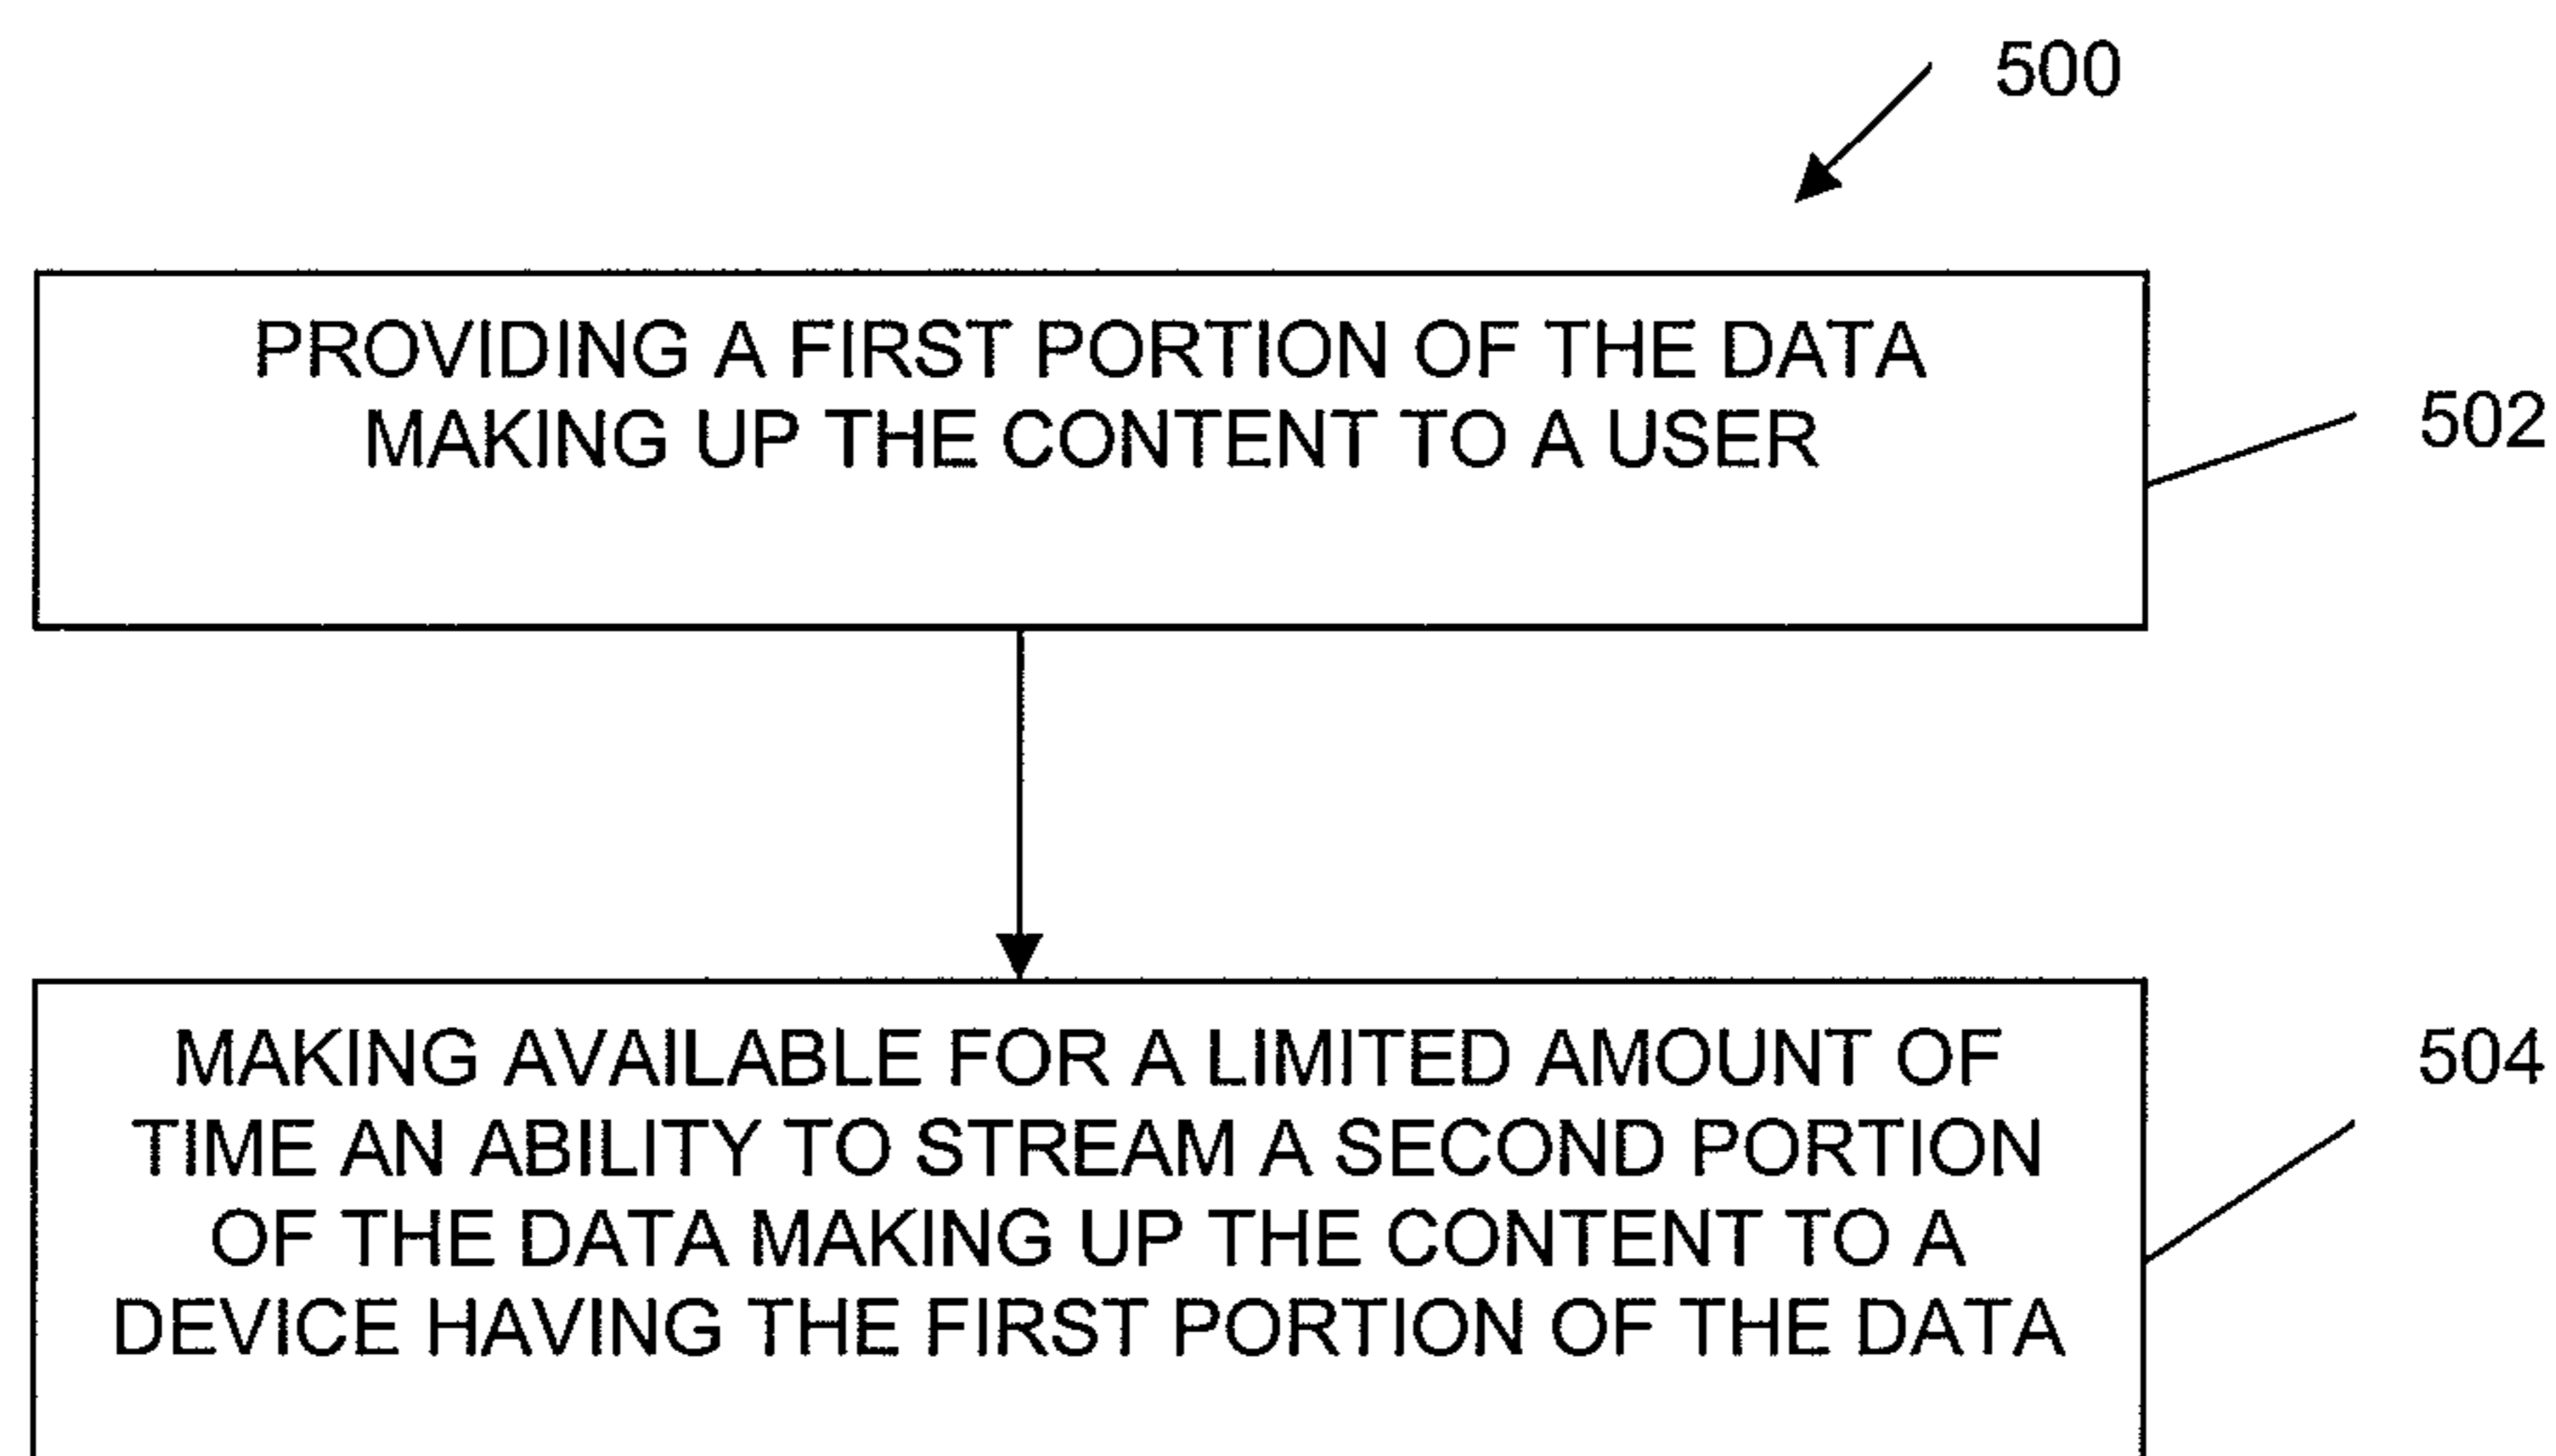 500
PROVIDING A FIRST PORTION OF THE DATA
MAKING UP THE CONTENT TO A USER
502
MAKING AVAILABLE FOR A LIMITED AMOUNT OF
TIME AN ABILITY TO STREAM A SECOND PORTION
OF THE DATA MAKING UP THE CONTENT TO A
DEVICE HAVING THE FIRST PORTION OF THE DATA
504